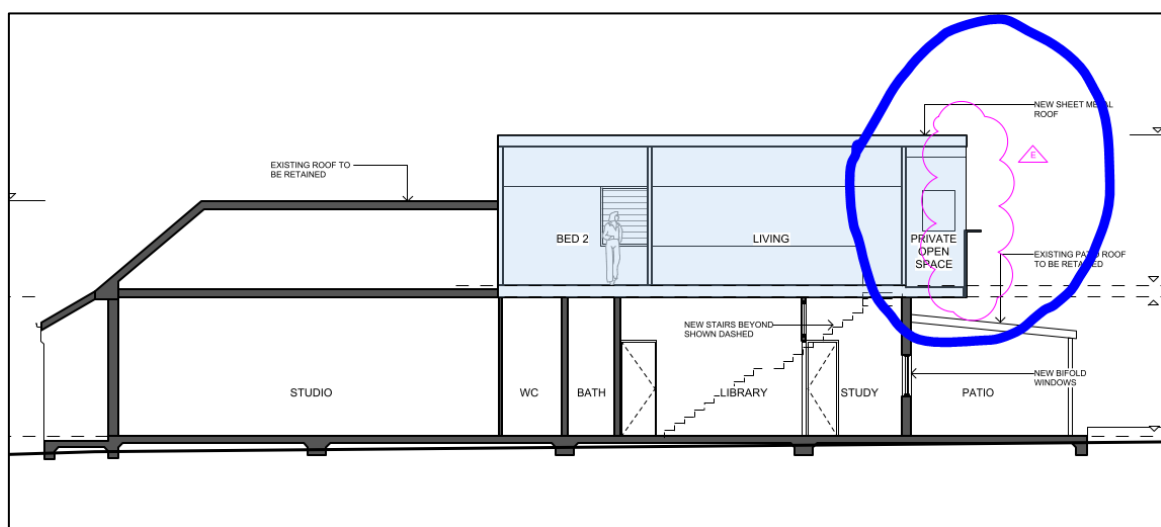 NEW SHEET METAL
ROOF
E
EXISTING ROOF TO
BE RETAINED
BED 2
LIVING
PRIVATE
OPEN
SPACE
EXISTING PATIO ROOF
TO BE RETAINED
NEW STAIRS BEYOND
SHOWN DASHED
NEW BIFOLD
WINDOWS
STUDIO
WC
BATH
LIBRARY
STUDY
PATIO